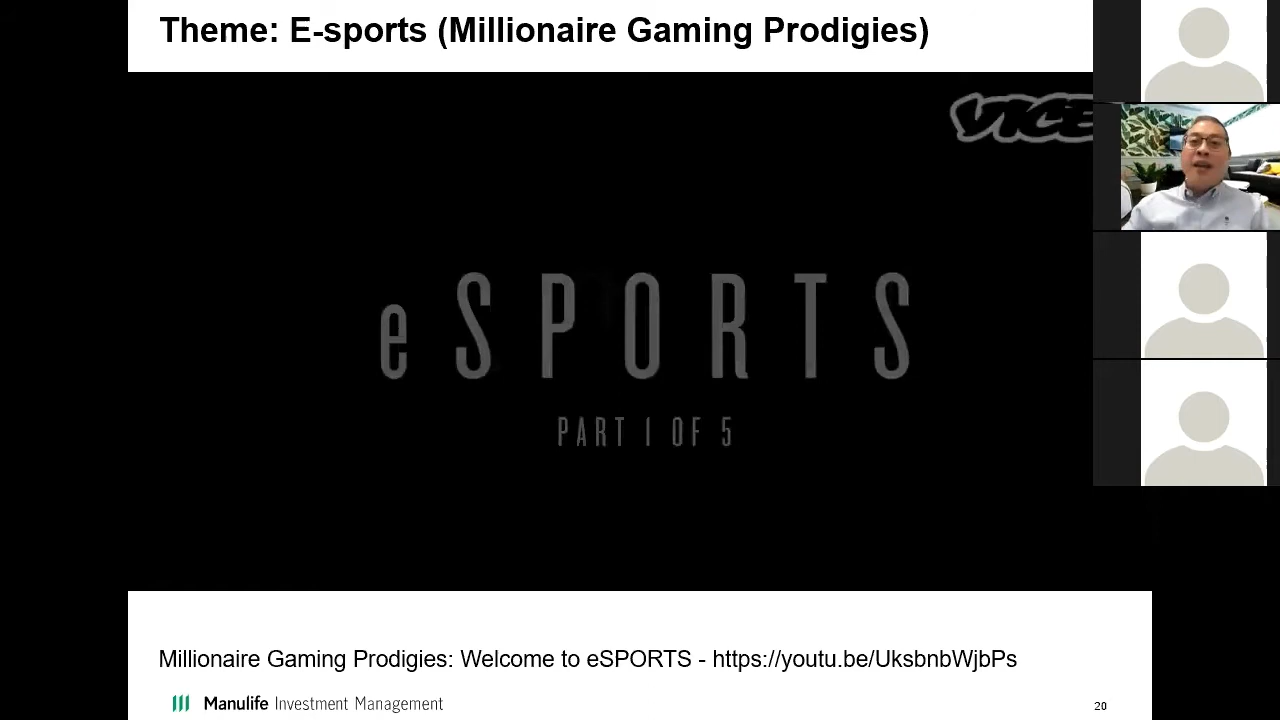 Theme: E-sports (Millionaire Gaming Prodigies)
VICE
eSPORTS
PART 1 OF 5
Millionaire Gaming Prodigies: Welcome to eSPORTS - https://youtu.be/UksbnbWjbPs
Manulife Investment Management
20